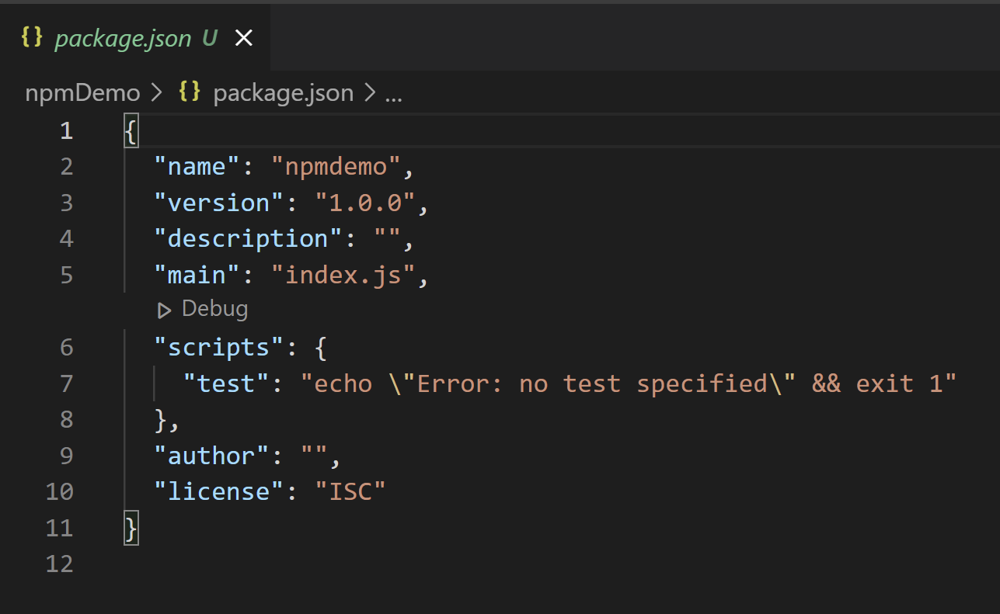 {} package.json U ×
npmDemo > {} package.json > ...
1 {
2 "name": "npmdemo",
3 "version": "1.0.0",
4 "description": "",
5 "main": "index.js",
Debug
6 "scripts": {
7 "test": "echo \"Error: no test specified\" && exit 1"
8 },
9 "author": "",
10 "license": "ISC"
11 }
12